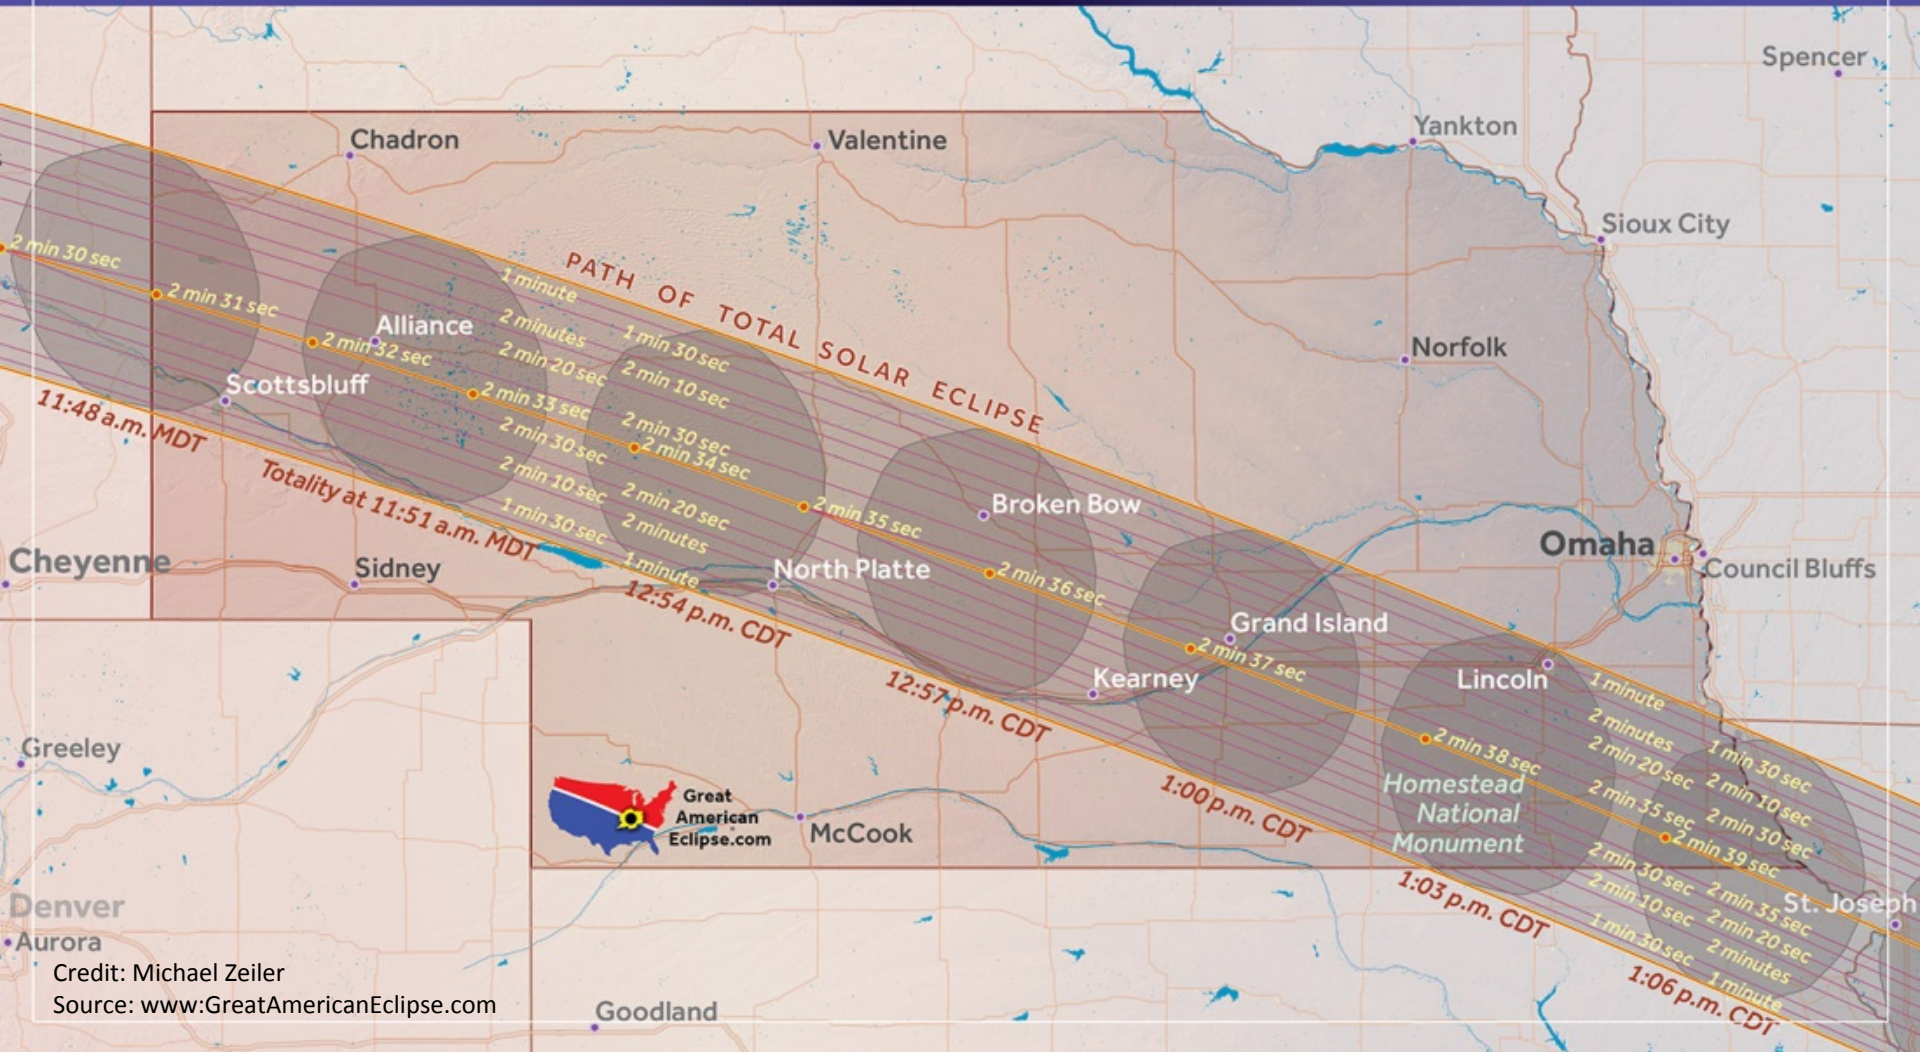 Spencer
Yankton
Chadron
Valentine
Sioux City
2 min 30 sec
PATH OF TOTAL SOLAR ECLIPSE
1 minute
2 min 31 sec
Alliance
2 minutes
1 min 30 sec
2 min 32 sec
Norfolk
2 min 20 sec
2 min 10 sec
Scottsbluff
2 min 33 sec
11:48 a.m. MDT
2 min 30 sec
2 min 30 sec
2 min 34 sec
Totality at 11:51 a.m. MDT
2 min 10 sec
2 min 20 sec
1 min 30 sec
2 minutes
2 min 35 sec
Broken Bow
Omaha
Cheyenne
Sidney
1 minute
North Platte
2 min 36 sec
Council Bluffs
12:54 p.m. CDT
Grand Island
2 min 37 sec
12:57 p.m. CDT
Kearney
Lincoln
1 minute
Greeley
2 minutes
2 min 38 sec
2 min 20 sec
1 min 30 sec
Homestead
National
Monument
2 min 10 sec
2 min 35 sec
2 min 30 sec
Great
American
Eclipse.com
McCook
1:00 p.m. CDT
2 min 39 sec
2 min 30 sec
Denver
1:03 p.m. CDT
2 min 10 sec
2 min 35 sec
St. Joseph
Aurora
1 min 30 sec
2 min 20 sec
2 minutes
1 minute
1:06 p.m. CDT
Credit: Michael Zeiler
Source: www:GreatAmericanEclipse.com
Goodland